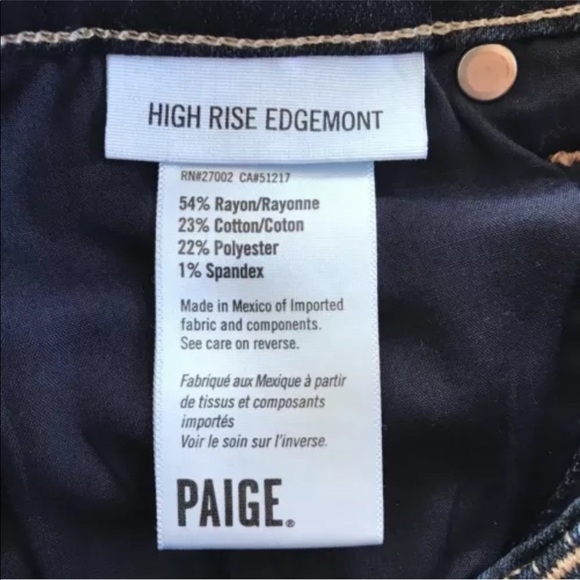 HIGH RISE EDGEMONT
RN#27002 CA#51217
54% Rayon/Rayonne
23% Cotton/Coton
22% Polyester
1% Spandex
Made in Mexico of Imported
fabric and components.
See care on reverse.
Fabriqué aux Mexique à partir
de tissus et composants
importés
Voir le soin sur l'inverse.
PAIGE®